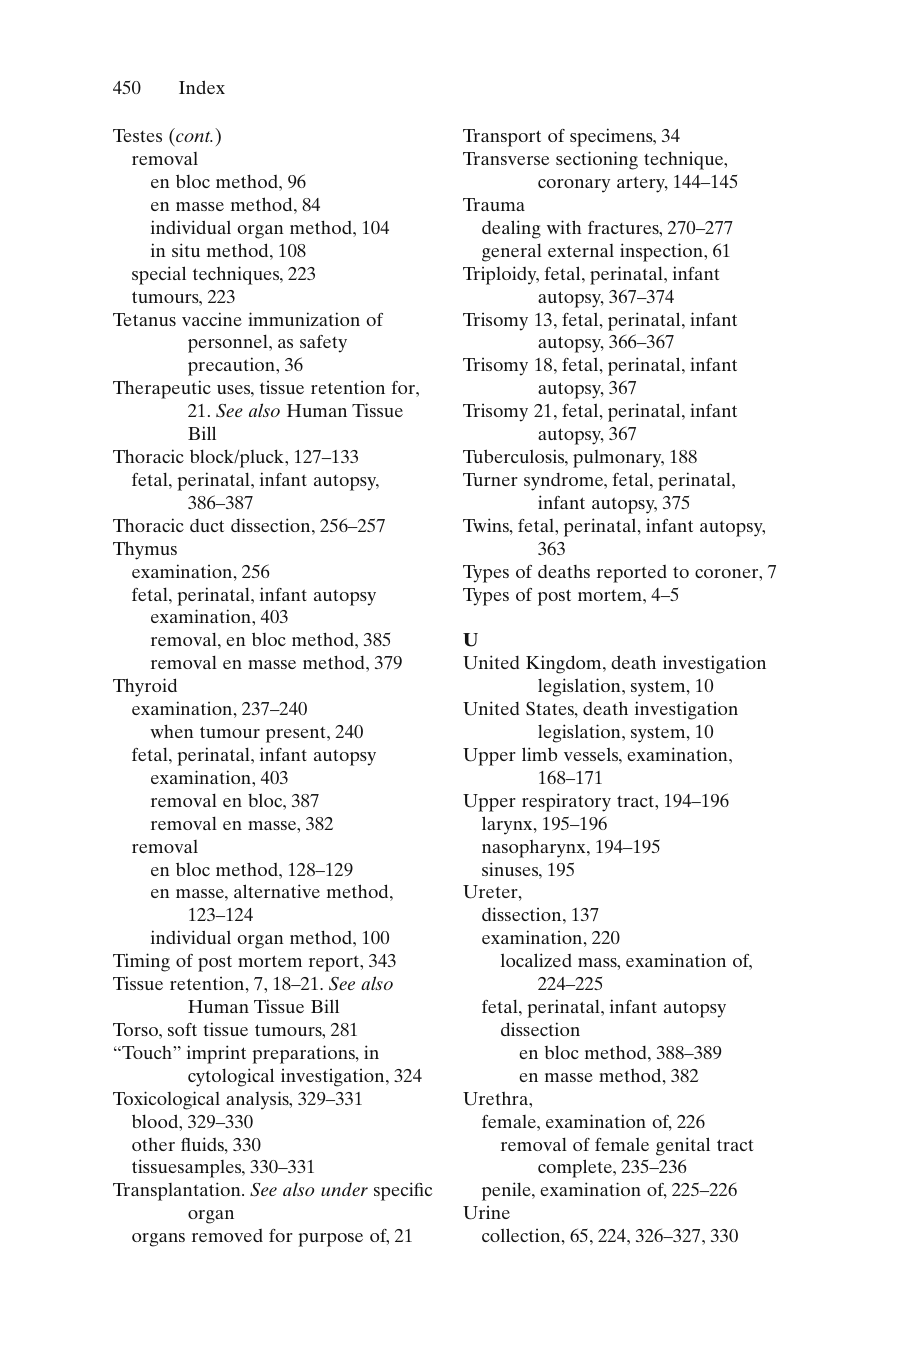 450 Index
Testes (cont.)
removal
en bloc method, 96
en masse method, 84
individual organ method, 104
in situ method, 108
special techniques, 223
tumours, 223
Tetanus vaccine immunization of
personnel, as safety
precaution, 36
Therapeutic uses, tissue retention for,
21. See also Human Tissue
Bill
Thoracic block/pluck, 127–133
fetal, perinatal, infant autopsy,
386–387
Thoracic duct dissection, 256–257
Thymus
examination, 256
fetal, perinatal, infant autopsy
examination, 403
removal, en bloc method, 385
removal en masse method, 379
Thyroid
examination, 237–240
when tumour present, 240
fetal, perinatal, infant autopsy
examination, 403
removal en bloc, 387
removal en masse, 382
removal
en bloc method, 128–129
en masse, alternative method,
123–124
individual organ method, 100
Timing of post mortem report, 343
Tissue retention, 7, 18–21. See also
Human Tissue Bill
Torso, soft tissue tumours, 281
“Touch” imprint preparations, in
cytological investigation, 324
Toxicological analysis, 329–331
blood, 329–330
other fluids, 330
tissuesamples, 330–331
Transplantation. See also under specific
organ
organs removed for purpose of, 21
Transport of specimens, 34
Transverse sectioning technique,
coronary artery, 144–145
Trauma
dealing with fractures, 270–277
general external inspection, 61
Triploidy, fetal, perinatal, infant
autopsy, 367–374
Trisomy 13, fetal, perinatal, infant
autopsy, 366–367
Trisomy 18, fetal, perinatal, infant
autopsy, 367
Trisomy 21, fetal, perinatal, infant
autopsy, 367
Tuberculosis, pulmonary, 188
Turner syndrome, fetal, perinatal,
infant autopsy, 375
Twins, fetal, perinatal, infant autopsy,
363
Types of deaths reported to coroner, 7
Types of post mortem, 4–5
U
United Kingdom, death investigation
legislation, system, 10
United States, death investigation
legislation, system, 10
Upper limb vessels, examination,
168–171
Upper respiratory tract, 194–196
larynx, 195–196
nasopharynx, 194–195
sinuses, 195
Ureter,
dissection, 137
examination, 220
localized mass, examination of,
224–225
fetal, perinatal, infant autopsy
dissection
en bloc method, 388–389
en masse method, 382
Urethra,
female, examination of, 226
removal of female genital tract
complete, 235–236
penile, examination of, 225–226
Urine
collection, 65, 224, 326–327, 330